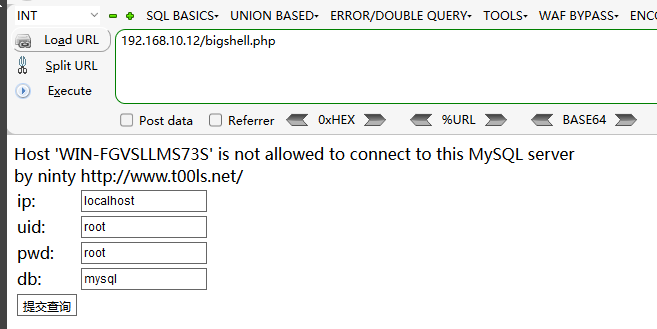 INT SQL BASICS UNION BASED ERROR/DOUBLE QUERY TOOLS WAF BYPASS ENCO
Load URL 192.168.10.12/bigshell.php
Split URL
Execute
Post data Referrer 0xHEX %URL BASE64
Host 'WIN-FGVSLLMS73S' is not allowed to connect to this MySQL server
by ninty http://www.t00ls.net/
ip: localhost
uid: root
pwd: root
db: mysql
提交查询